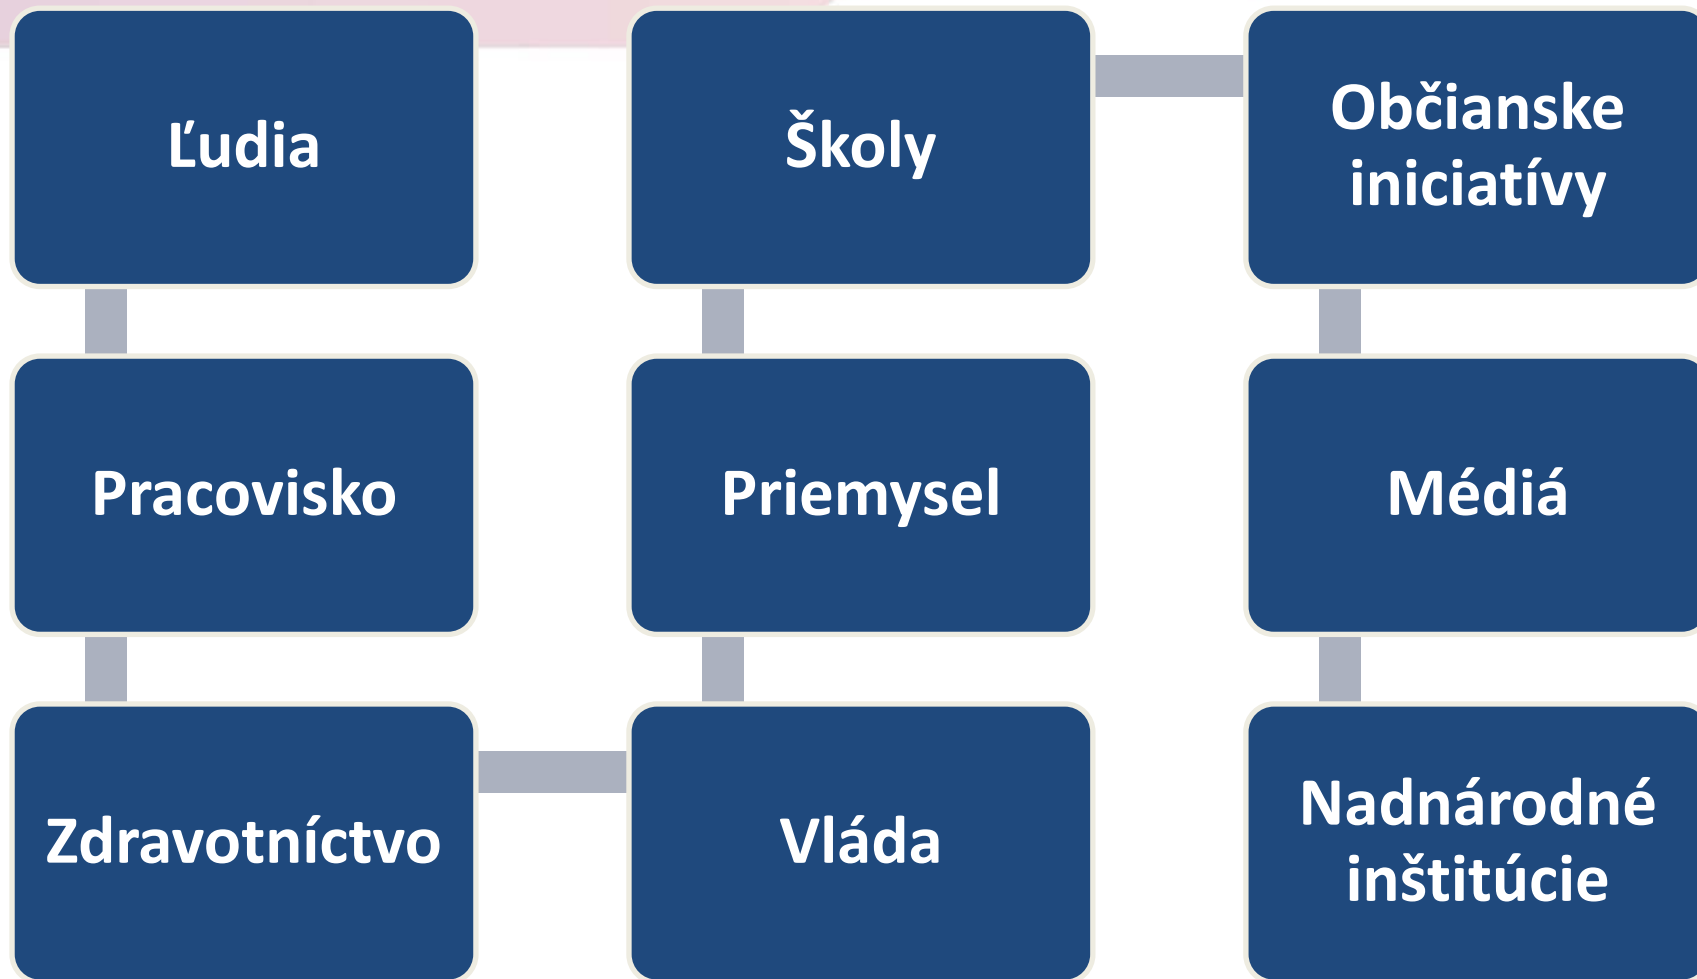 Ľudia
Pracovisko
Zdravotníctvo
Vláda
Priemysel
Školy
Občianske
iniciatívy
Médiá
Nadnárodné
inštitúcie